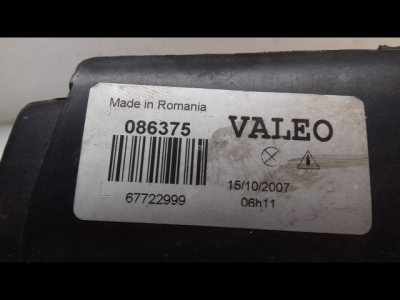 Made in Romania
086375
VALEO
15/10/2007
67722999
06h11